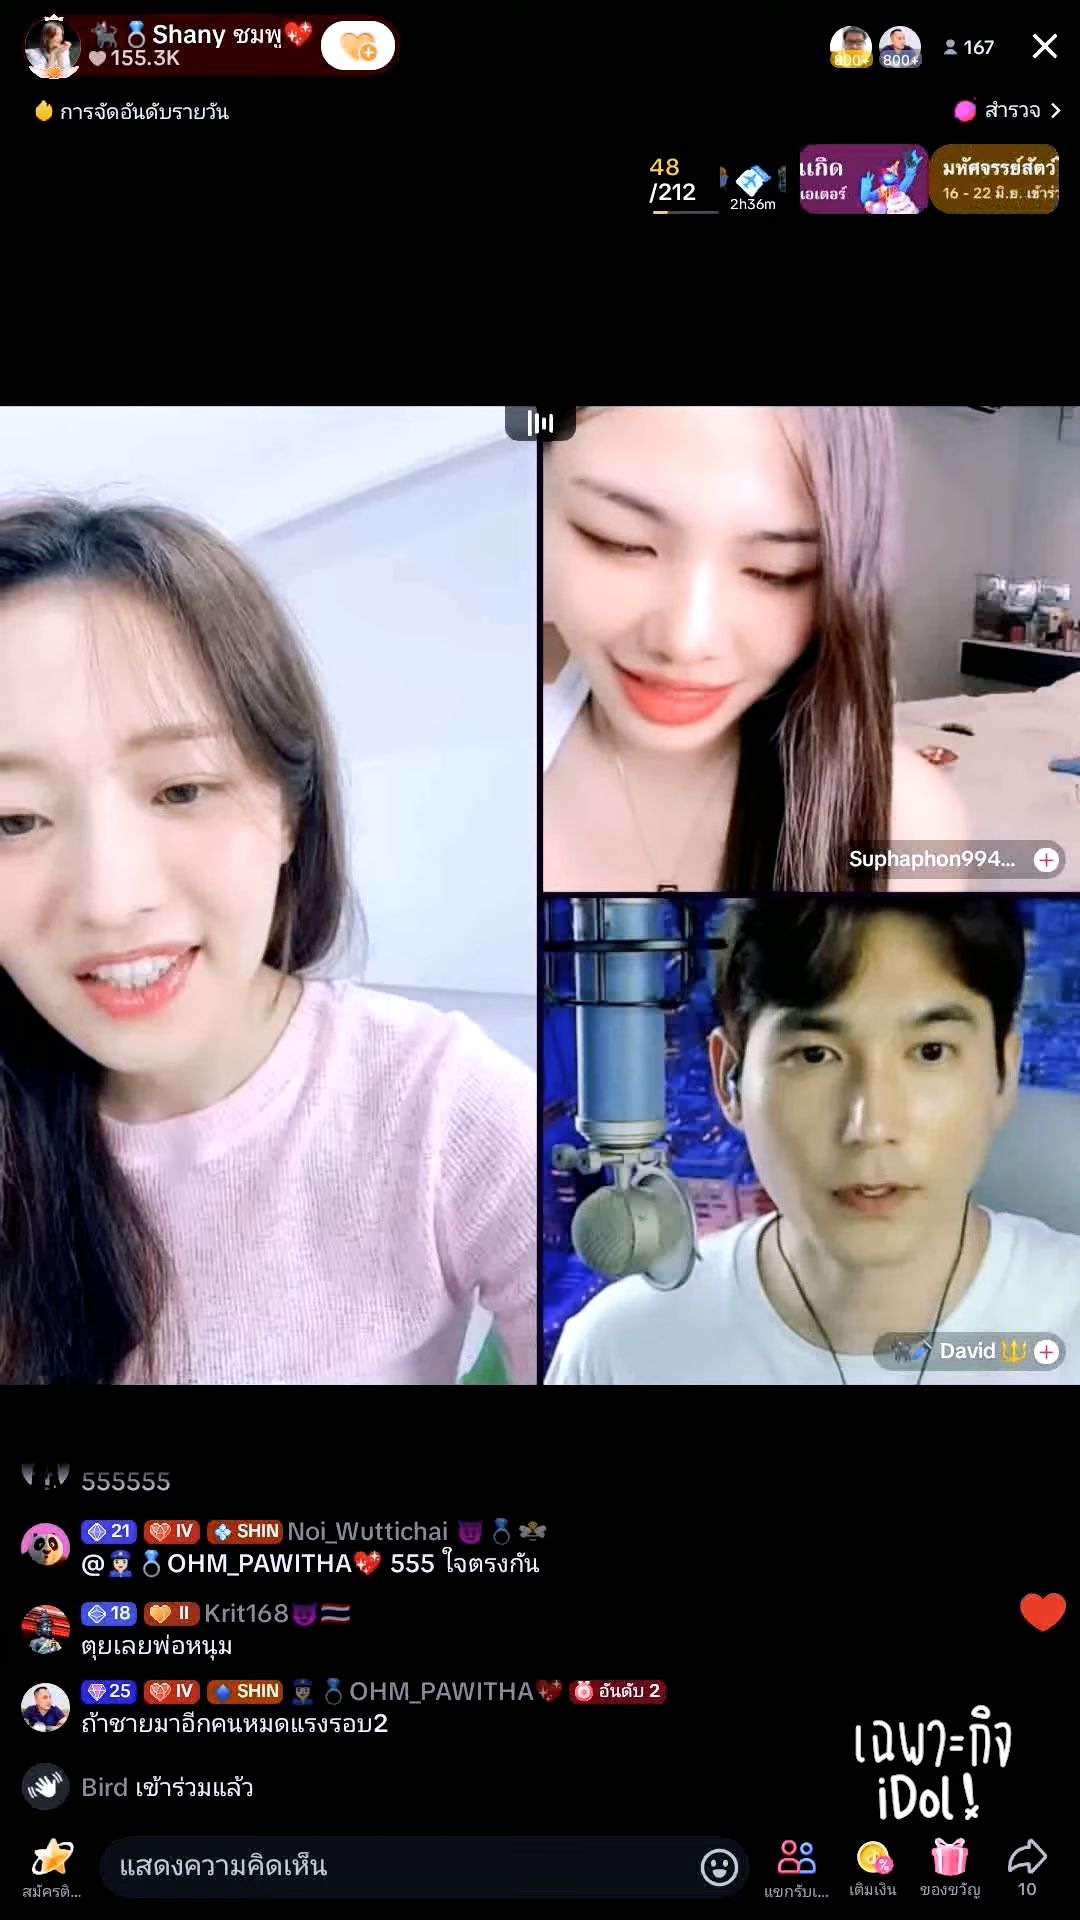 Shany ชมพู
155.3K
800+
800+
167
การจัดอันดับรายวัน
สำรวจ
48
/212
2h36m
แเกิด
เอเตอร์
มหัศจรรย์สัตว์
16 - 22 มิ.ย. เข้าร่
Suphaphon994...
David
555555
21 IV SHIN Noi_Wuttichai
@OHM_PAWITHA 555 ใจตรงกัน
18 II Krit168
ตุยเลยพ่อหนุม
25 IV SHIN OHM_PAWITHA อันดับ 2
ถ้าชายมาอีกคนหมดแรงรอบ2
Bird เข้าร่วมแล้ว
เฉพาะกิจ
iDol!
แสดงความคิดเห็น
สมัครติ...
แขกรับเ...
เติมเงิน
ของขวัญ
10